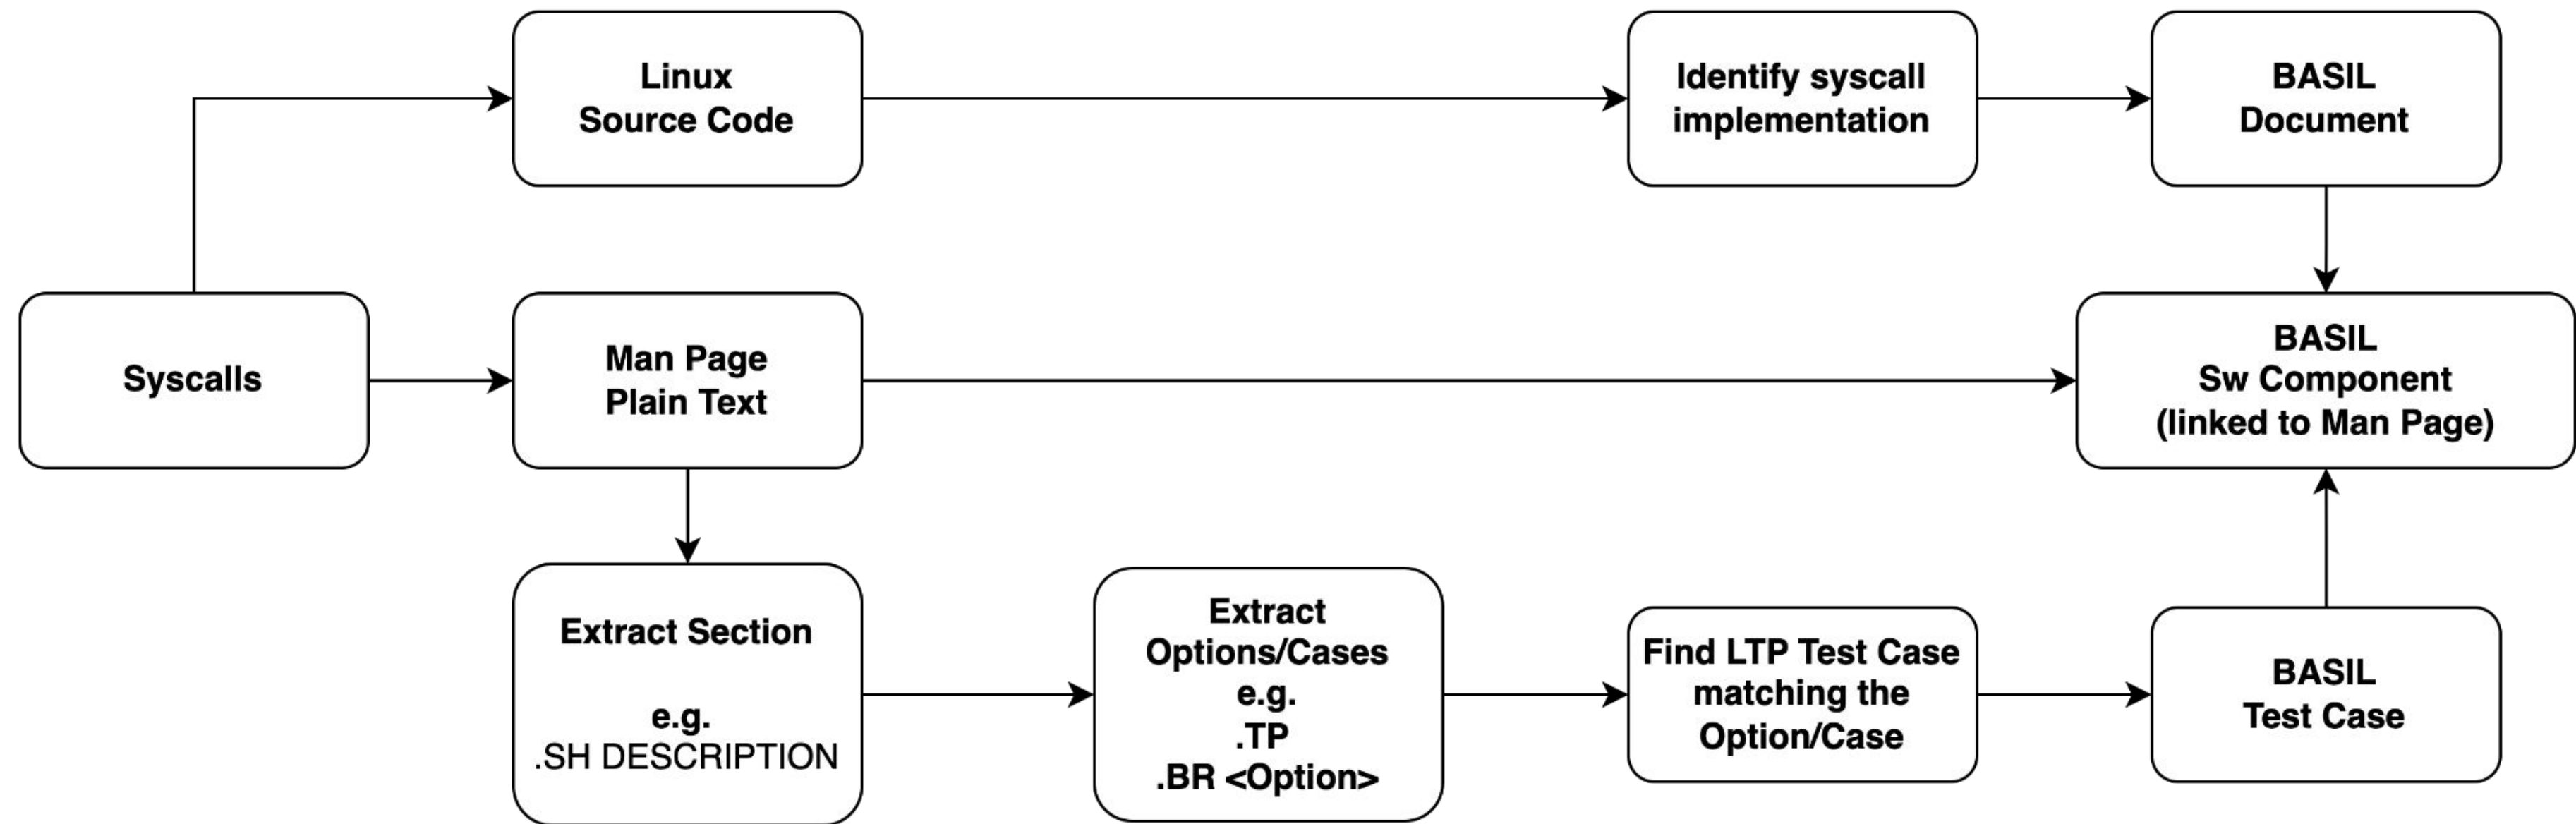 Linux
Source Code
Identify syscall
implementation
BASIL
Document
Syscalls
Man Page
Plain Text
BASIL
Sw Component
(linked to Man Page)
Extract Section
e.g.
.SH DESCRIPTION
Extract
Options/Cases
e.g.
.TP
.BR <Option>
Find LTP Test Case
matching the
Option/Case
BASIL
Test Case